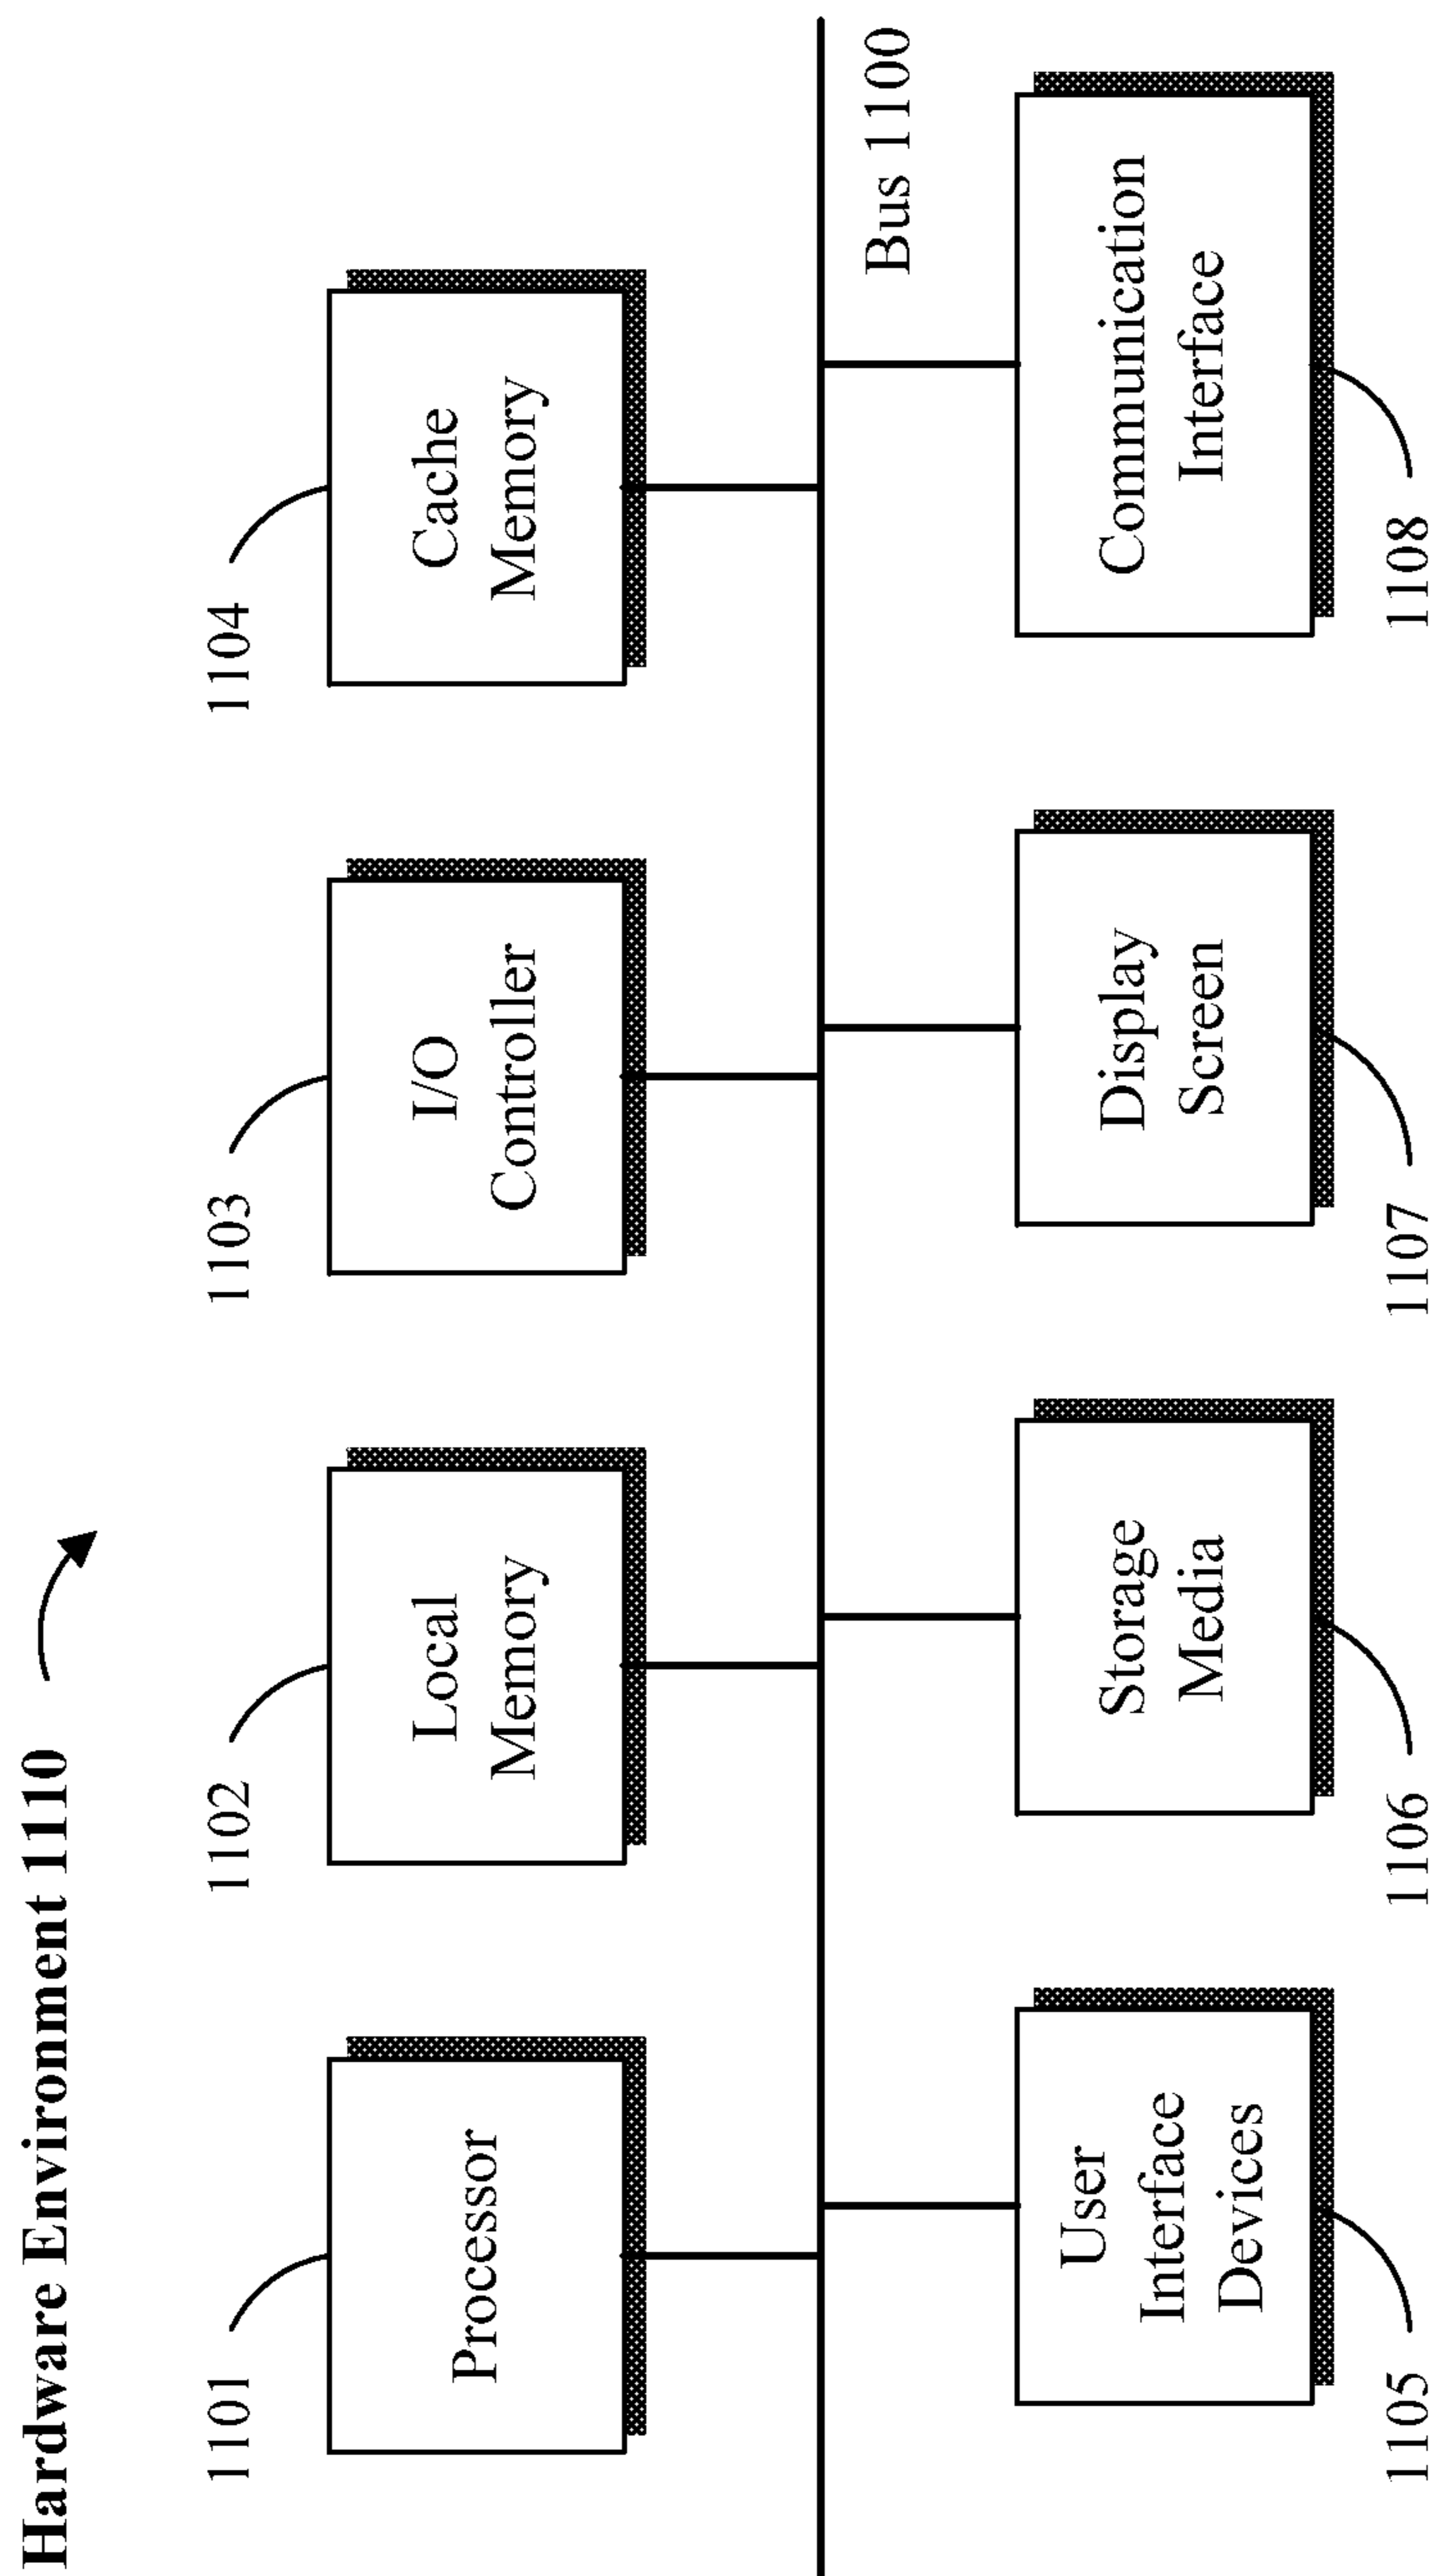 Hardware Environment 1110
1101
1102
1103
1104
Processor
Local
Memory
I/O
Controller
Cache
Memory
Bus 1100
User
Interface
Devices
Storage
Media
Display
Screen
Communication
Interface
1105
1106
1107
1108